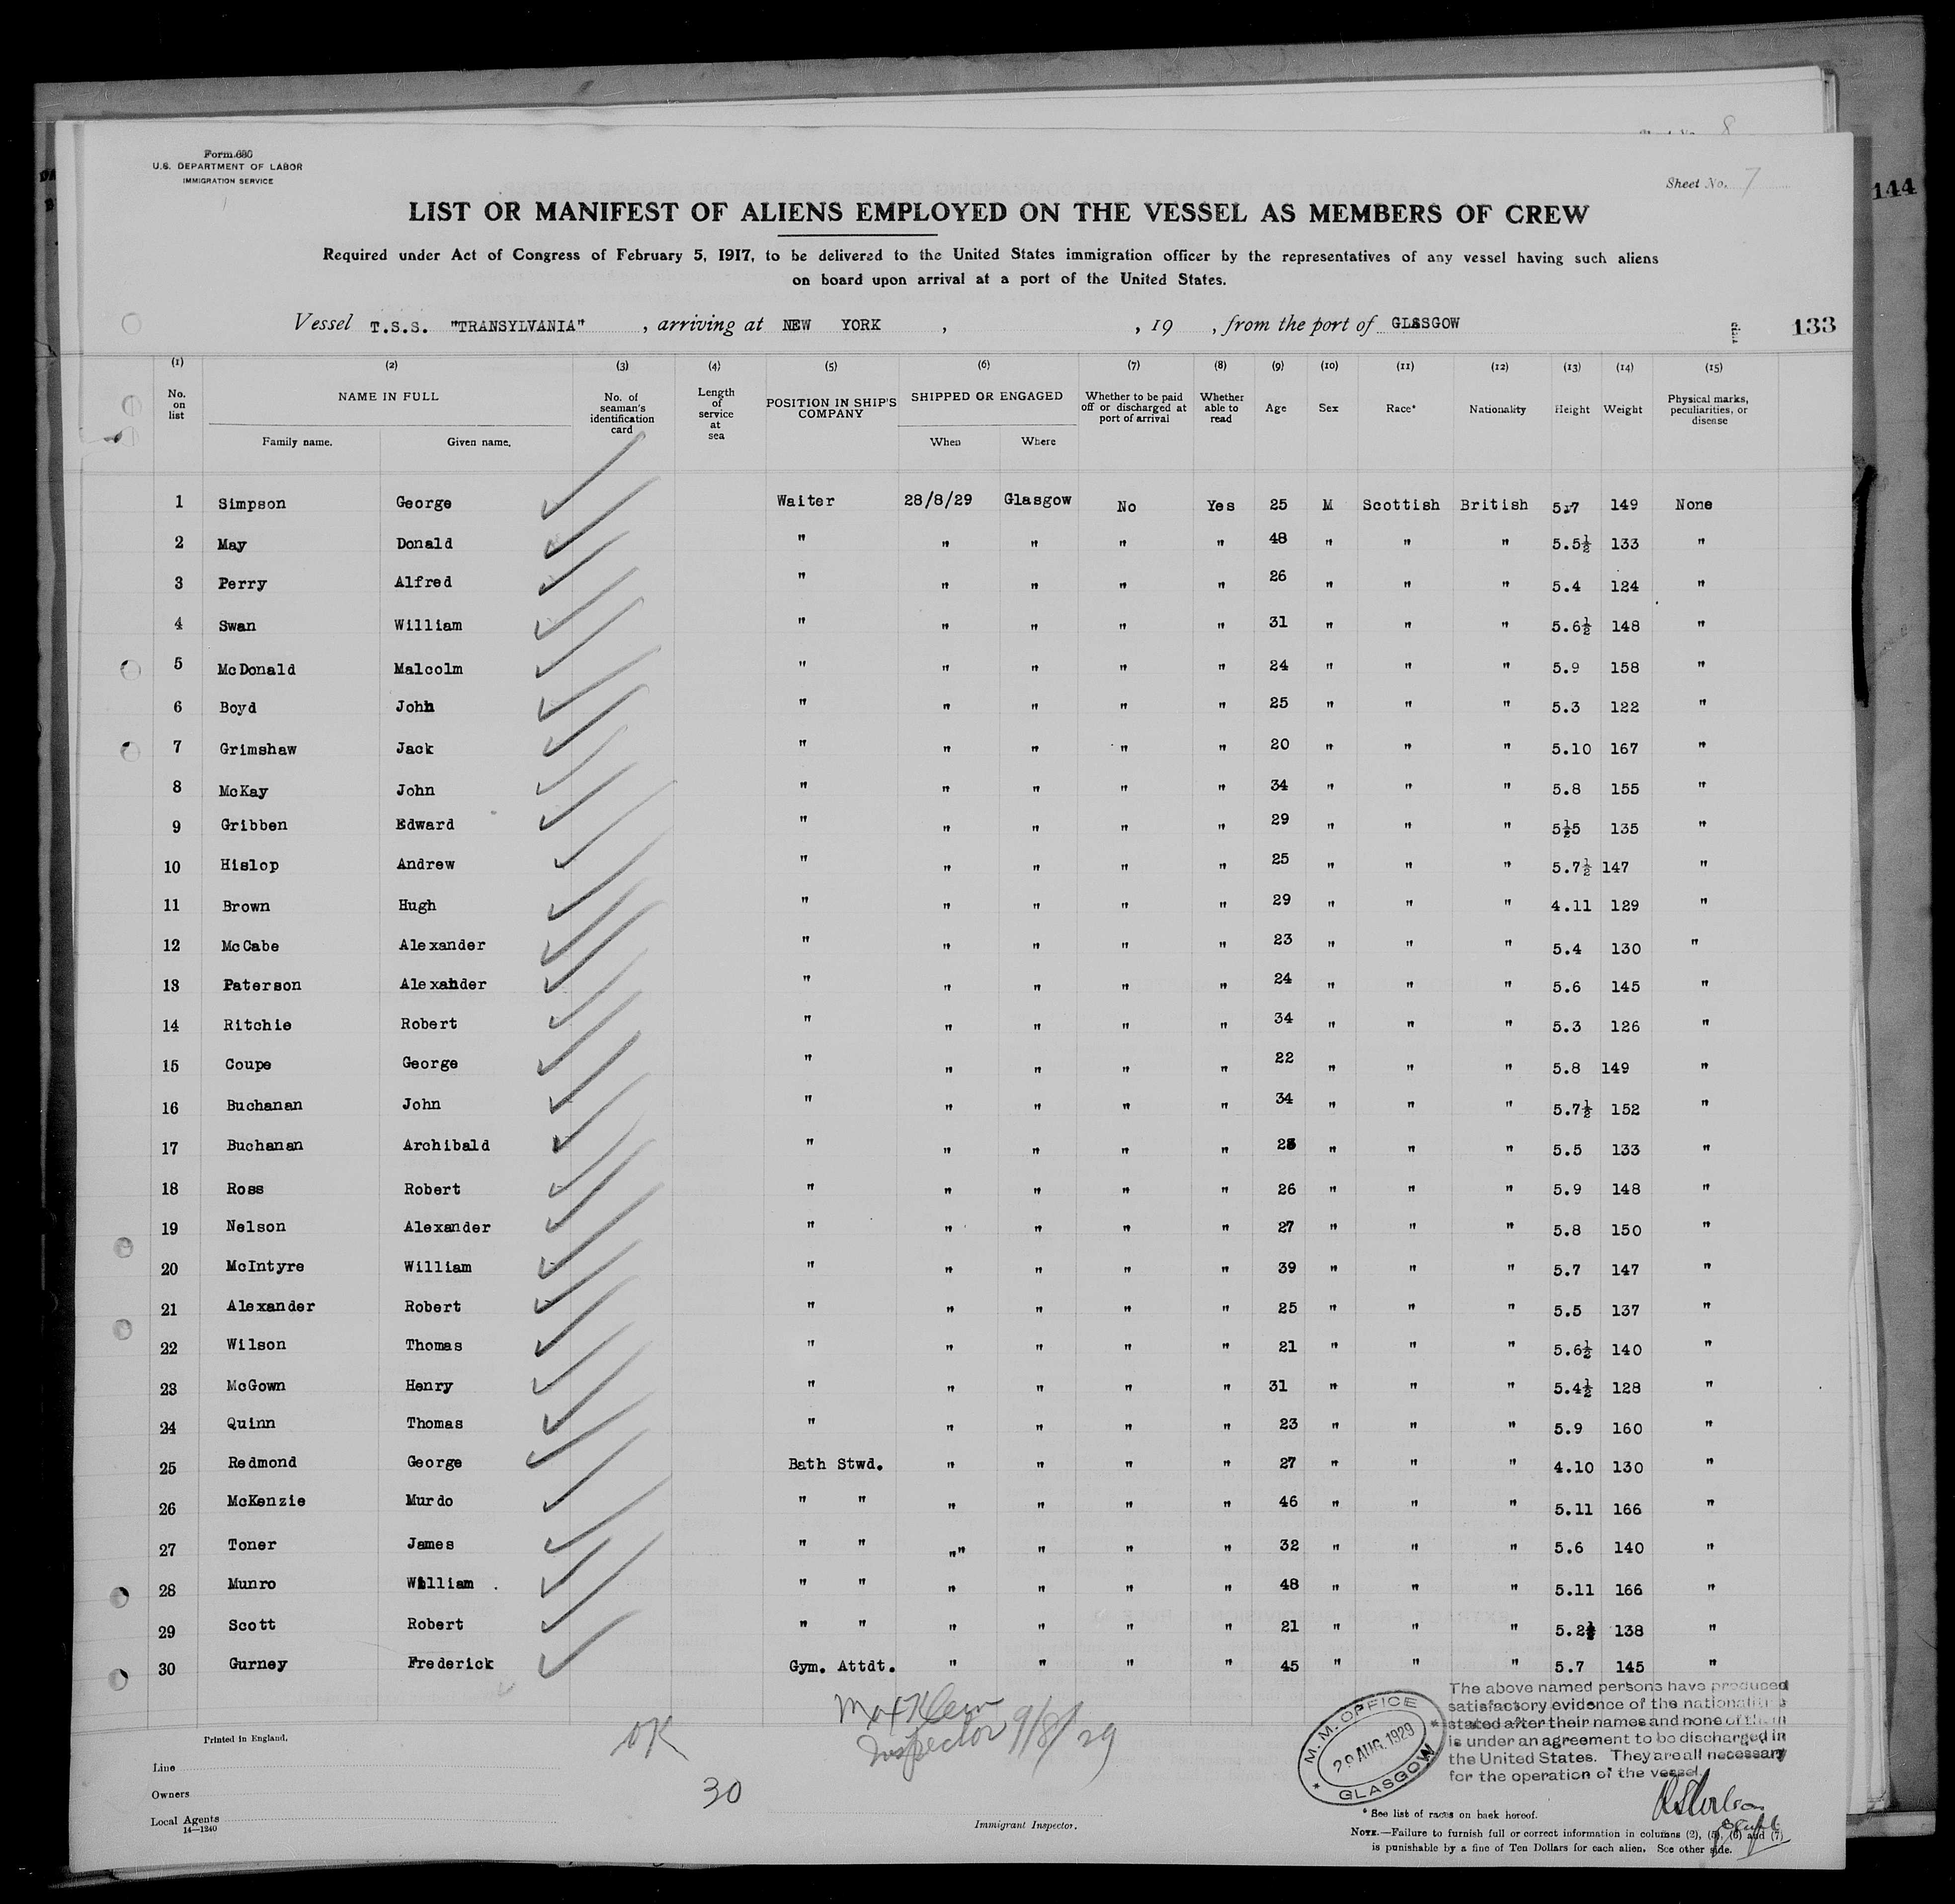 8
Form 680
U.S. DEPARTMENT OF LABOR
IMMIGRATION SERVICE
Sheet No. 7
144
LIST OR MANIFEST OF ALIENS EMPLOYED ON THE VESSEL AS MEMBERS OF CREW
Required under Act of Congress of February 5, 1917, to be delivered to the United States immigration officer by the representatives of any vessel having such aliens
on board upon arrival at a port of the United States.
Vessel T.S.S. "TRANSYLVANIA" , arriving at NEW YORK , , 19 , from the port of GLASGOW
133
(1) (2) (3) (4) (5) (6) (7) (8) (9) (10) (11) (12) (13) (14) (15)
No. on list NAME IN FULL Family name. Given name. No. of seaman's identification card Length of service at sea POSITION IN SHIP'S COMPANY SHIPPED OR ENGAGED When Where Whether to be paid off or discharged at port of arrival Whether able to read Age Sex Race* Nationality Height Weight Physical marks, peculiarities, or disease
1 Simpson George Waiter 28/8/29 Glasgow No Yes 25 M Scottish British 5.7 149 None
2 May Donald " " " " " 48 " " " 5.5½ 133 "
3 Perry Alfred " " " " " 26 " " " 5.4 124 "
4 Swan William " " " " " 31 " " " 5.6½ 148 "
5 McDonald Malcolm " " " " " 24 " " " 5.9 158 "
6 Boyd John " " " " " 25 " " " 5.3 122 "
7 Grimshaw Jack " " " " " 20 " " " 5.10 167 "
8 McKay John " " " " " 34 " " " 5.8 155 "
9 Gribben Edward " " " " " 29 " " " 5½5 135 "
10 Hislop Andrew " " " " " 25 " " " 5.7½ 147 "
11 Brown Hugh " " " " " 29 " " " 4.11 129 "
12 McCabe Alexander " " " " " 23 " " " 5.4 130 "
13 Paterson Alexander " " " " " 24 " " " 5.6 145 "
14 Ritchie Robert " " " " " 34 " " " 5.3 126 "
15 Coupe George " " " " " 22 " " " 5.8 149 "
16 Buchanan John " " " " " 34 " " " 5.7½ 152 "
17 Buchanan Archibald " " " " " " " " 5.5 133 "
18 Ross Robert " " " " " 26 " " " 5.9 148 "
19 Nelson Alexander " " " " " 27 " " " 5.8 150 "
20 McIntyre William " " " " " 39 " " " 5.7 147 "
21 Alexander Robert " " " " " 25 " " " 5.5 137 "
22 Wilson Thomas " " " " " 21 " " " 5.6½ 140 "
23 McGown Henry " " " " " 31 " " " 5.4½ 128 "
24 Quinn Thomas " " " " " 23 " " " 5.9 160 "
25 Redmond George Bath Stwd. " " " " 27 " " " 4.10 130 "
26 McKenzie Murdo " " " " " " 46 " " " 5.11 166 "
27 Toner James " " "" " " " 32 " " " 5.6 140 "
28 Munro William " " " " " " 48 " " " 5.11 166 "
29 Scott Robert " " " " " " 21 " " " 5.2½ 138 "
30 Gurney Frederick Gym. Attdt. " " " " 45 " " " 5.7 145 "
The above named persons have produced
satisfactory evidence of the nationalities
stated after their names and none of them
is under an agreement to be discharged in
the United States. They are all necessary
for the operation of the vessel.
M.M. OFFICE
29 AUG. 1929
GLASGOW
Max Klein
Inspector 9/8/29
OK
30
Printed in England.
Line
Owners
Local Agents
14—1240
Immigrant Inspector.
* See list of races on back hereof.
NOTE.—Failure to furnish full or correct information in columns (2), (5), (6) and (7)
is punishable by a fine of Ten Dollars for each alien. See other side.